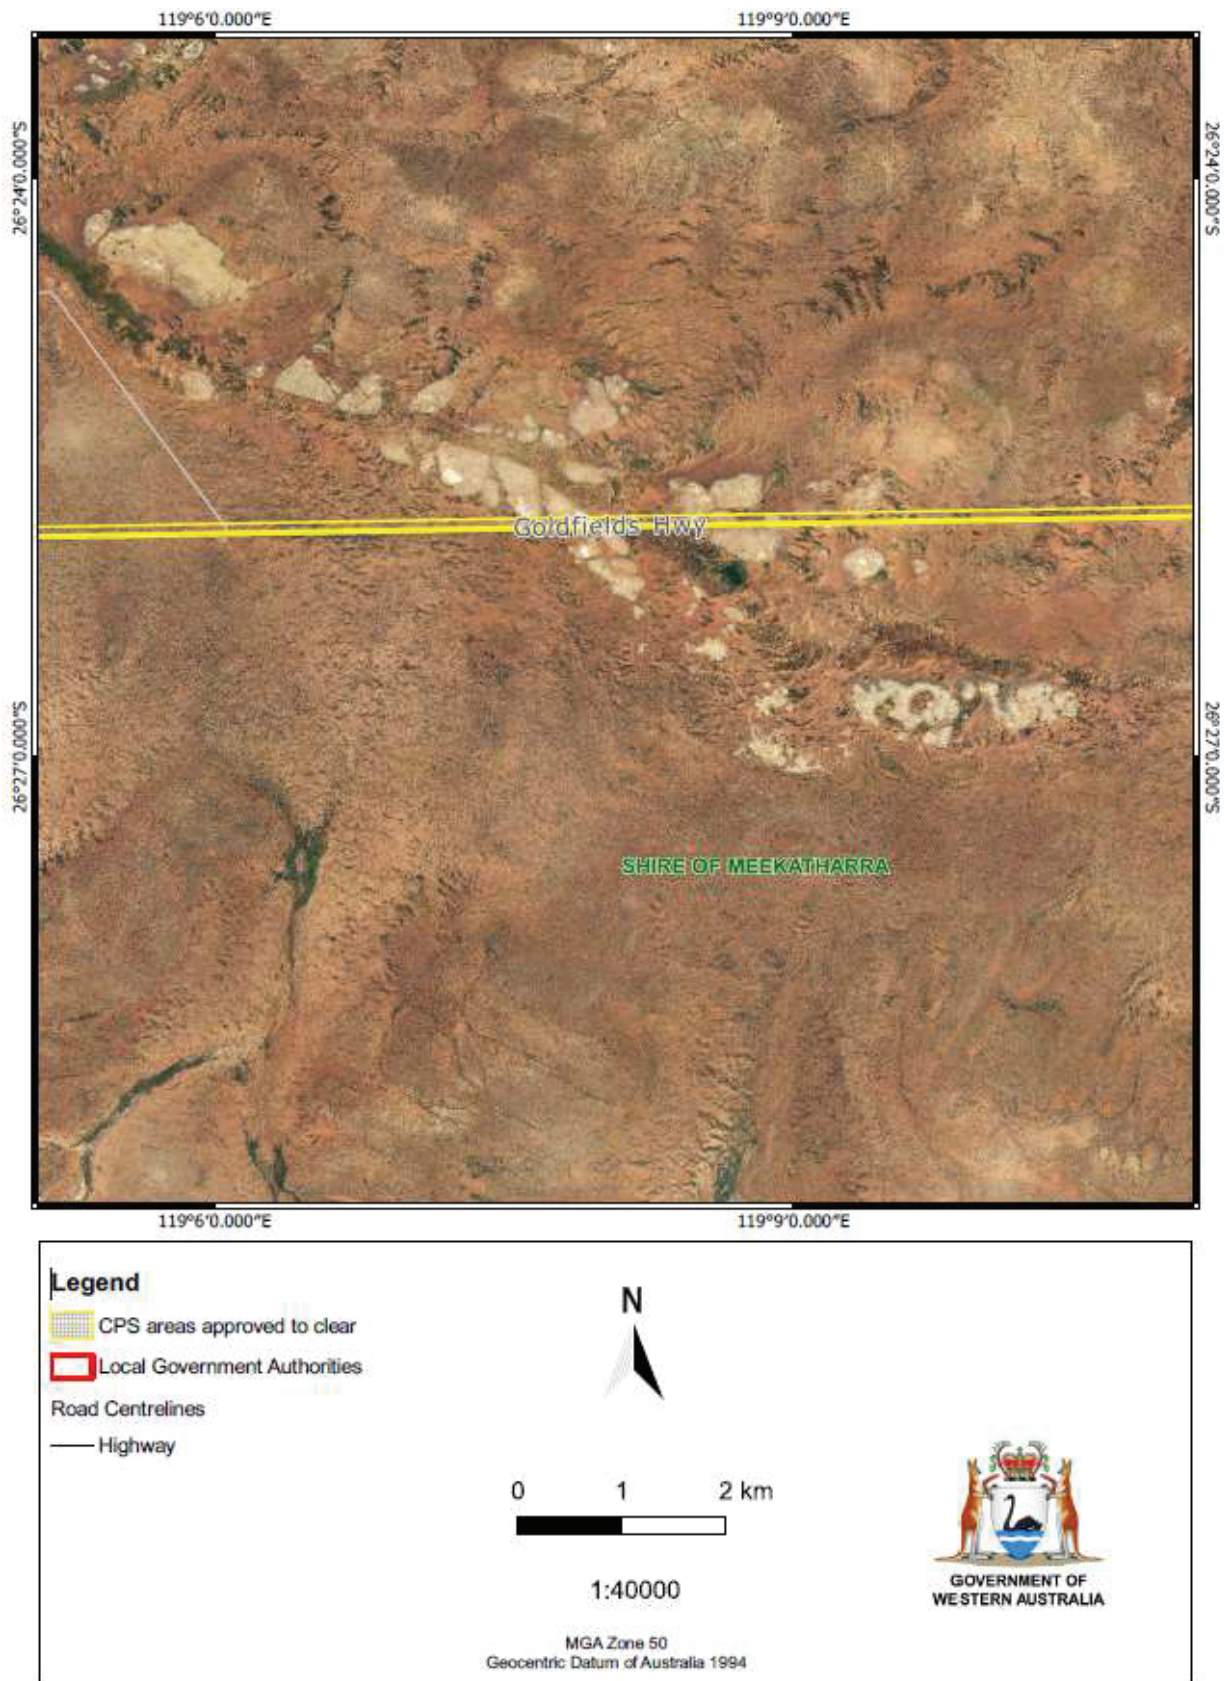 119°6'0.000"E
119°9'0.000"E
26°24'0.000"S
26°24'0.000"S
Goldfields Hwy
26°27'0.000"S
26°27'0.000"S
SHIRE OF MEEKATHARRA
119°6'0.000"E
119°9'0.000"E
Legend
CPS areas approved to clear
Local Government Authorities
Road Centrelines
Highway
N
0 1 2 km
1:40000
MGA Zone 50
Geocentric Datum of Australia 1994
GOVERNMENT OF
WESTERN AUSTRALIA